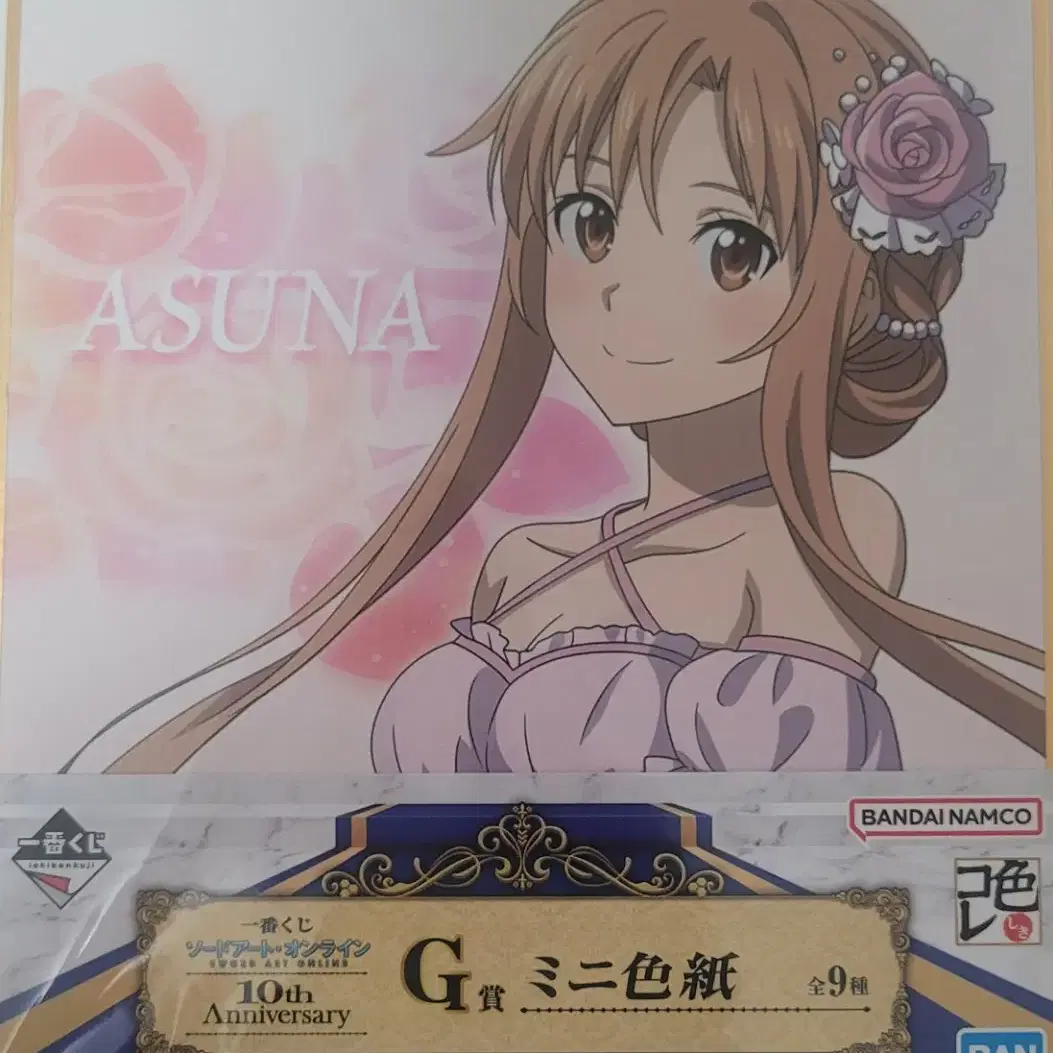 ASUNA
BANDAI NAMCO
一番くじ
ichibankuji
色コレ
しき
一番くじ
ソードアート・オンライン
SWORD ART ONLINE
10th
Anniversary
G賞 ミニ色紙 全9種
BAN